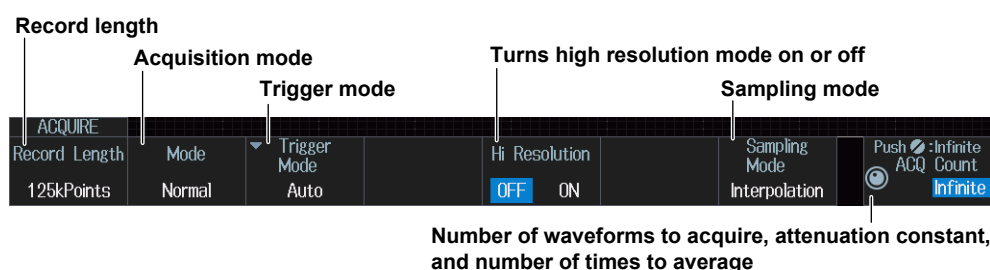 Record length
Acquisition mode
Turns high resolution mode on or off
Trigger mode
Sampling mode
ACQUIRE
Record Length
125kPoints
Mode
Normal
Trigger
Mode
Auto
Hi Resolution
OFF ON
Sampling
Mode
Interpolation
Push :Infinite
ACQ Count
Infinite
Number of waveforms to acquire, attenuation constant,
and number of times to average